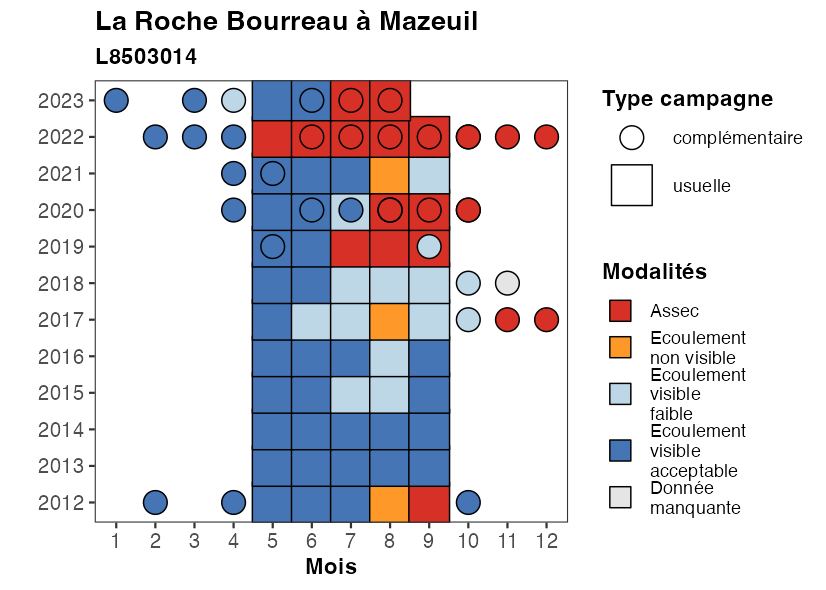 La Roche Bourreau à Mazeuil
L8503014
2023
2022
2021
2020
2019
2018
2017
2016
2015
2014
2013
2012
1 2 3 4 5 6 7 8 9 10 11 12
Mois
Type campagne
complémentaire
usuelle
Modalités
Assec
Ecoulement
non visible
Ecoulement
visible
faible
Ecoulement
visible
acceptable
Donnée
manquante